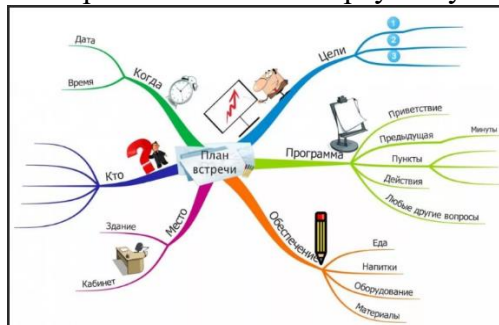 Дата
Время
Когда
Цели
1
2
3
План
встречи
Программа
Приветствие
Предыдущая
Минуты
Пункты
Действия
Любые другие вопросы
Кто
Место
Здание
Кабинет
Обеспечение
Еда
Напитки
Оборудование
Материалы